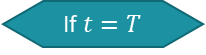 If 𝑡 = 𝑇